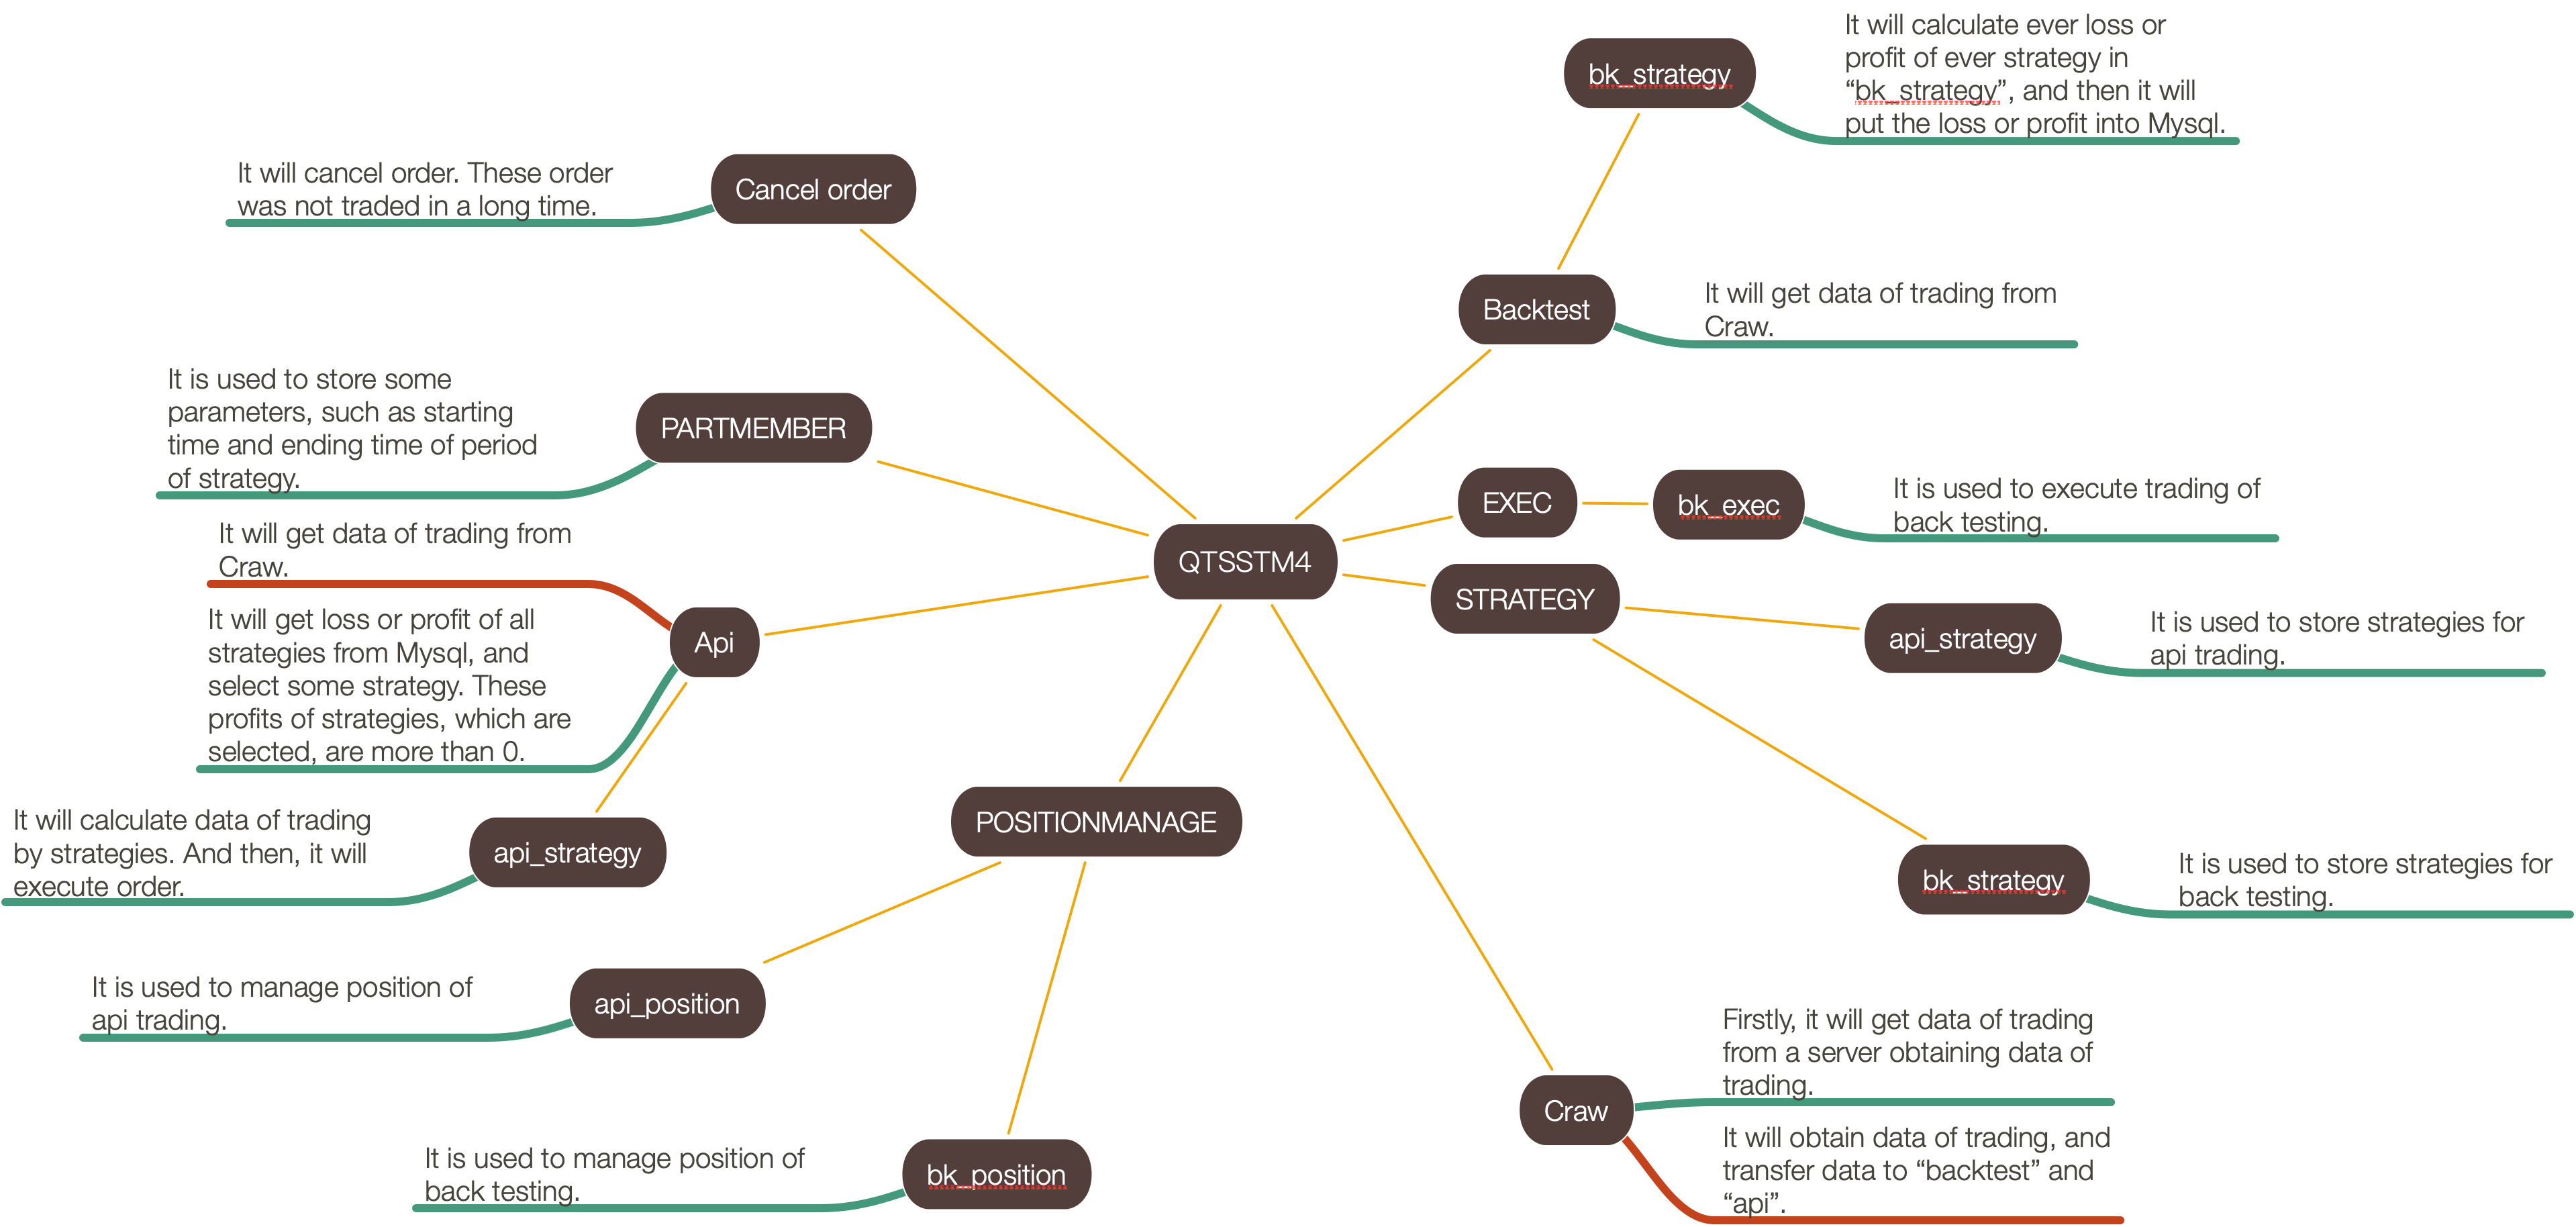 bk_strategy
It will calculate ever loss or
profit of ever strategy in
“bk_strategy”, and then it will
put the loss or profit into Mysql.
Cancel order
It will cancel order. These order
was not traded in a long time.
Backtest
It will get data of trading from
Craw.
PARTMEMBER
It is used to store some
parameters, such as starting
time and ending time of period
of strategy.
EXEC
bk_exec
It is used to execute trading of
back testing.
QTSSTM4
STRATEGY
api_strategy
It is used to store strategies for
api trading.
It will get data of trading from
Craw.
Api
It will get loss or profit of all
strategies from Mysql, and
select some strategy. These
profits of strategies, which are
selected, are more than 0.
api_strategy
It will calculate data of trading
by strategies. And then, it will
execute order.
POSITIONMANAGE
bk_strategy
It is used to store strategies for
back testing.
api_position
It is used to manage position of
api trading.
Craw
Firstly, it will get data of trading
from a server obtaining data of
trading.
It will obtain data of trading, and
transfer data to “backtest” and
“api”.
bk_position
It is used to manage position of
back testing.